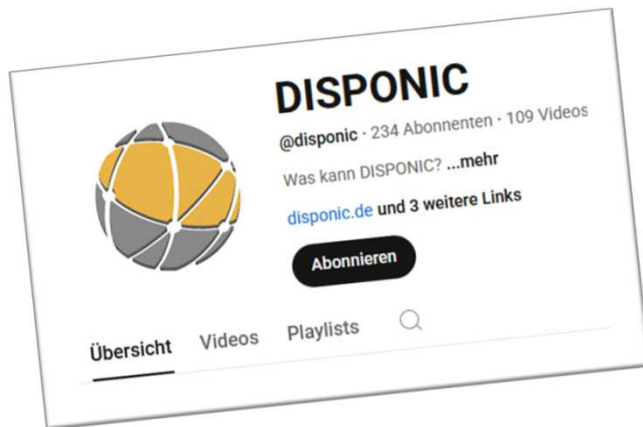 DISPONIC
@disponic · 234 Abonnenten · 109 Videos
Was kann DISPONIC? ...mehr
disponic.de und 3 weitere Links
Abonnieren
Übersicht Videos Playlists